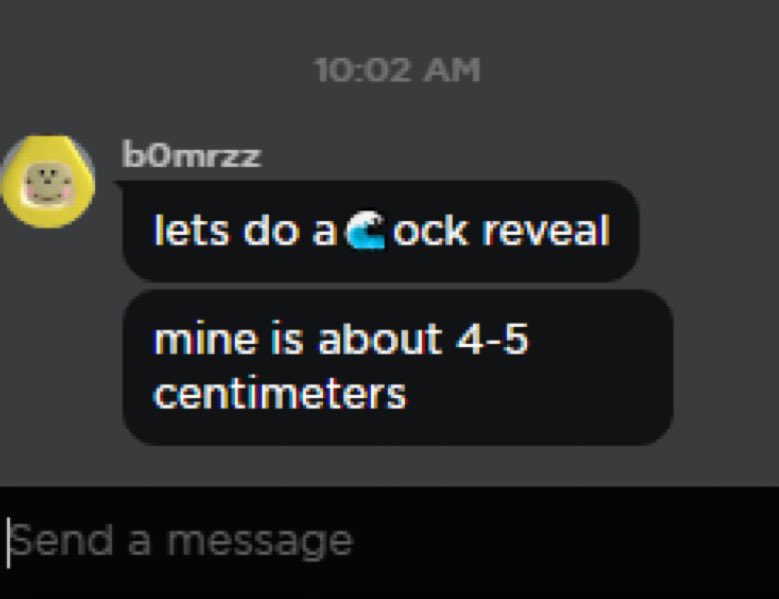 10:02 AM
b0mrzz
lets do a🌊ock reveal
mine is about 4-5
centimeters
Send a message